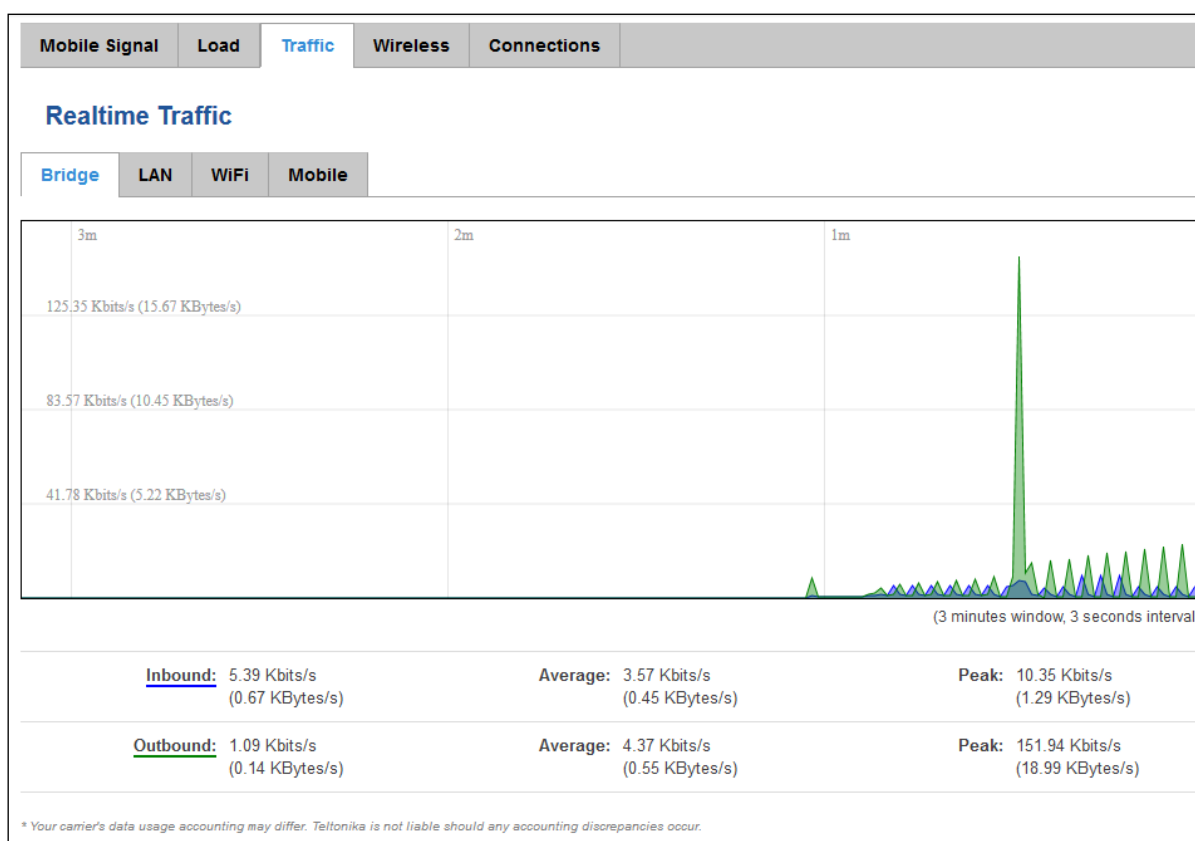 Mobile Signal Load Traffic Wireless Connections
Realtime Traffic
Bridge LAN WiFi Mobile
3m 2m 1m
125.35 Kbits/s (15.67 KBytes/s)
83.57 Kbits/s (10.45 KBytes/s)
41.78 Kbits/s (5.22 KBytes/s)
(3 minutes window, 3 seconds interval
Inbound: 5.39 Kbits/s Average: 3.57 Kbits/s Peak: 10.35 Kbits/s
(0.67 KBytes/s) (0.45 KBytes/s) (1.29 KBytes/s)
Outbound: 1.09 Kbits/s Average: 4.37 Kbits/s Peak: 151.94 Kbits/s
(0.14 KBytes/s) (0.55 KBytes/s) (18.99 KBytes/s)
* Your carrier's data usage accounting may differ. Teltonika is not liable should any accounting discrepancies occur.